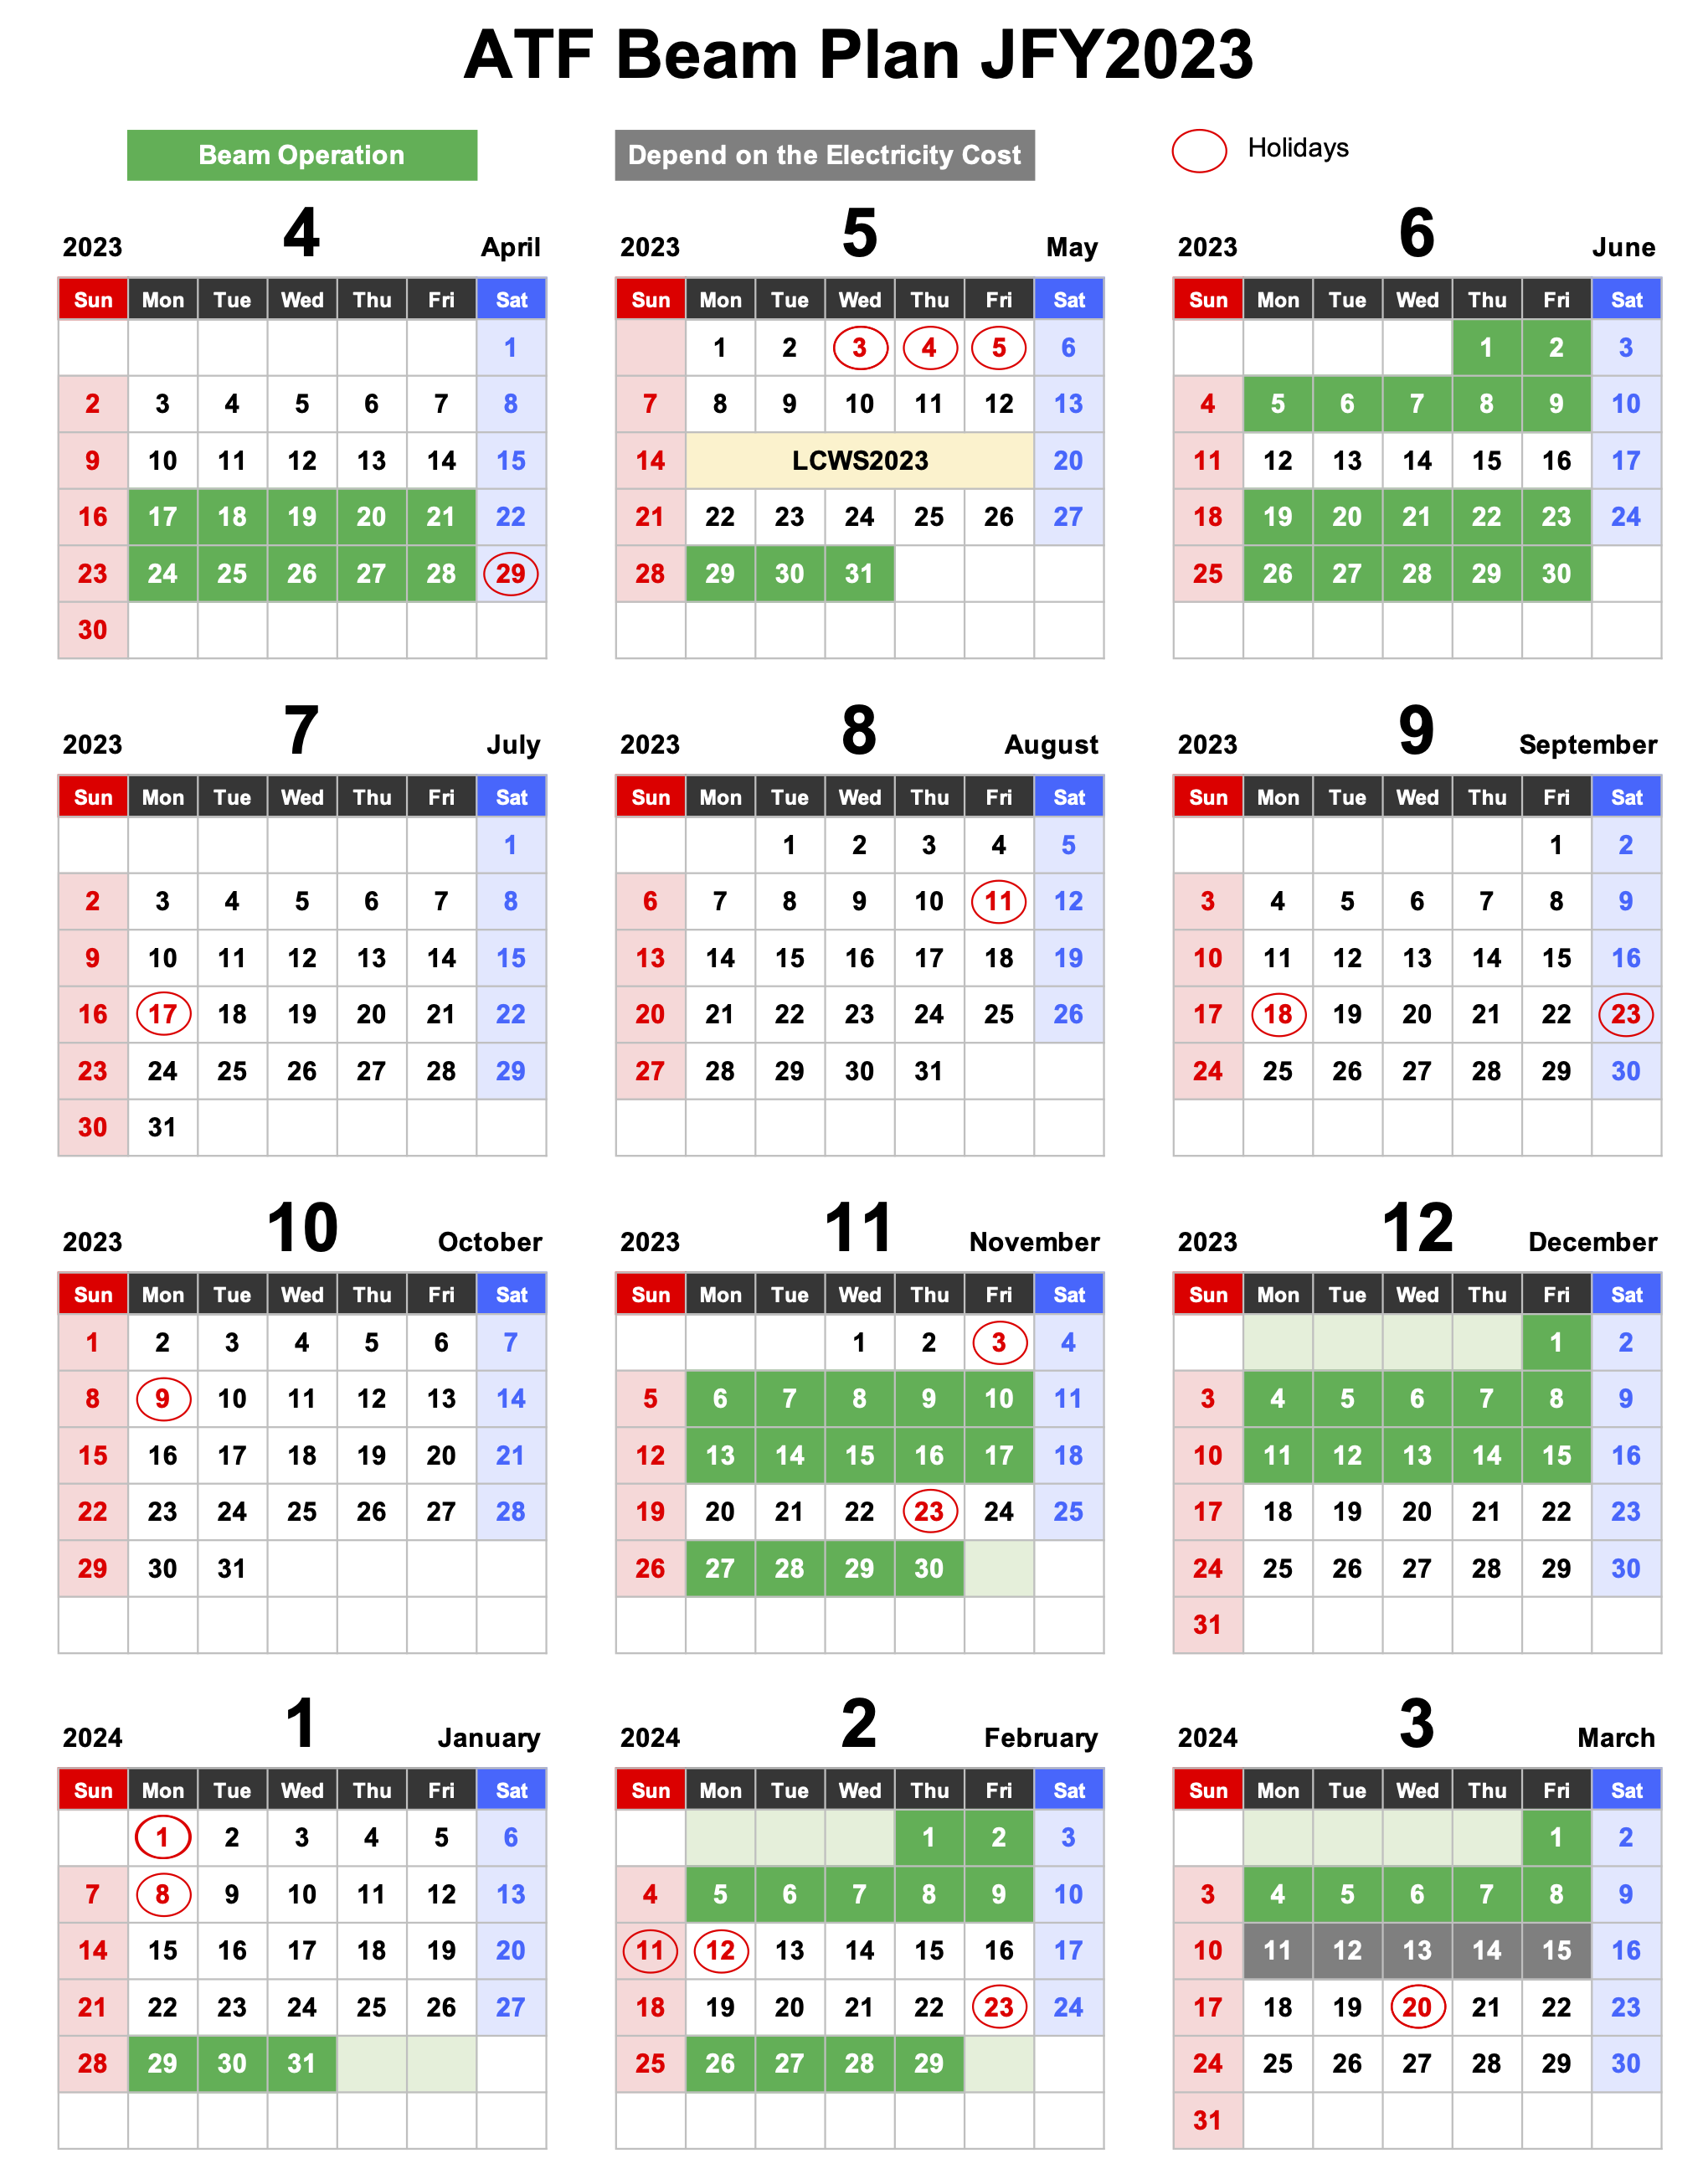 ATF Beam Plan JFY2023
Beam Operation
Depend on the Electricity Cost
Holidays
2023 4 April
Sun Mon Tue Wed Thu Fri Sat
1
2 3 4 5 6 7 8
9 10 11 12 13 14 15
16 17 18 19 20 21 22
23 24 25 26 27 28 29
30
2023 5 May
Sun Mon Tue Wed Thu Fri Sat
1 2 3 4 5 6
7 8 9 10 11 12 13
14 LCWS2023 20
21 22 23 24 25 26 27
28 29 30 31
2023 6 June
Sun Mon Tue Wed Thu Fri Sat
1 2 3
4 5 6 7 8 9 10
11 12 13 14 15 16 17
18 19 20 21 22 23 24
25 26 27 28 29 30
2023 7 July
Sun Mon Tue Wed Thu Fri Sat
1
2 3 4 5 6 7 8
9 10 11 12 13 14 15
16 17 18 19 20 21 22
23 24 25 26 27 28 29
30 31
2023 8 August
Sun Mon Tue Wed Thu Fri Sat
1 2 3 4 5
6 7 8 9 10 11 12
13 14 15 16 17 18 19
20 21 22 23 24 25 26
27 28 29 30 31
2023 9 September
Sun Mon Tue Wed Thu Fri Sat
1 2
3 4 5 6 7 8 9
10 11 12 13 14 15 16
17 18 19 20 21 22 23
24 25 26 27 28 29 30
2023 10 October
Sun Mon Tue Wed Thu Fri Sat
1 2 3 4 5 6 7
8 9 10 11 12 13 14
15 16 17 18 19 20 21
22 23 24 25 26 27 28
29 30 31
2023 11 November
Sun Mon Tue Wed Thu Fri Sat
1 2 3 4
5 6 7 8 9 10 11
12 13 14 15 16 17 18
19 20 21 22 23 24 25
26 27 28 29 30
2023 12 December
Sun Mon Tue Wed Thu Fri Sat
1 2
3 4 5 6 7 8 9
10 11 12 13 14 15 16
17 18 19 20 21 22 23
24 25 26 27 28 29 30
31
2024 1 January
Sun Mon Tue Wed Thu Fri Sat
1 2 3 4 5 6
7 8 9 10 11 12 13
14 15 16 17 18 19 20
21 22 23 24 25 26 27
28 29 30 31
2024 2 February
Sun Mon Tue Wed Thu Fri Sat
1 2 3
4 5 6 7 8 9 10
11 12 13 14 15 16 17
18 19 20 21 22 23 24
25 26 27 28 29
2024 3 March
Sun Mon Tue Wed Thu Fri Sat
1 2
3 4 5 6 7 8 9
10 11 12 13 14 15 16
17 18 19 20 21 22 23
24 25 26 27 28 29 30
31